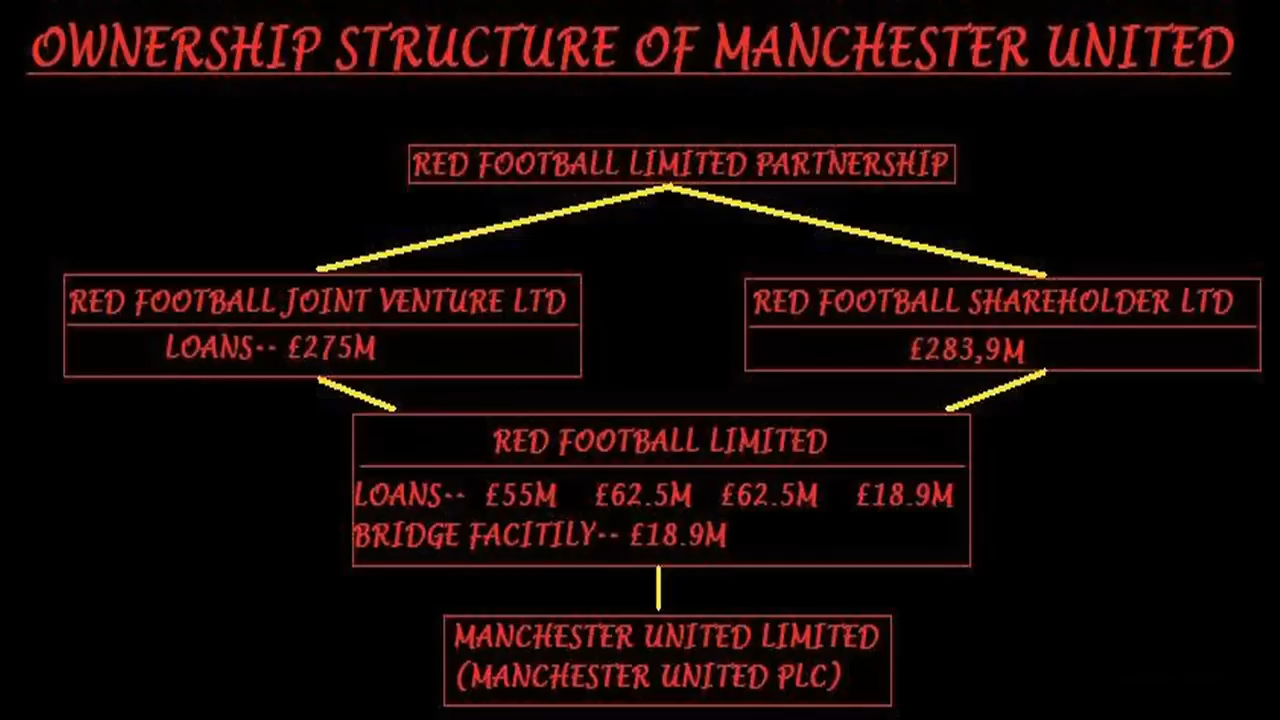 OWNERSHIP STRUCTURE OF MANCHESTER UNITED
RED FOOTBALL LIMITED PARTNERSHIP
RED FOOTBALL JOINT VENTURE LTD
LOANS-- £275M
RED FOOTBALL SHAREHOLDER LTD
£283,9M
RED FOOTBALL LIMITED
LOANS-- £55M £62.5M £62.5M £18.9M
BRIDGE FACITILY-- £18.9M
MANCHESTER UNITED LIMITED
(MANCHESTER UNITED PLC)